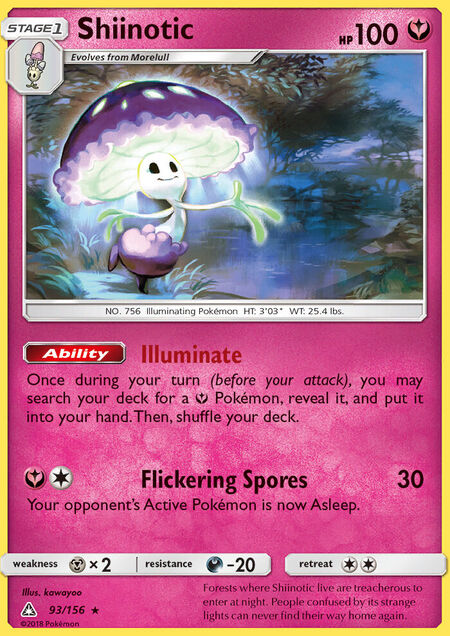 STAGE 1
Shiinotic
HP 100
Evolves from Morelull
NO. 756 Illuminating Pokémon HT: 3'03" WT: 25.4 lbs.
Ability
Illuminate
Once during your turn (before your attack), you may
search your deck for a Pokémon, reveal it, and put it
into your hand. Then, shuffle your deck.
Flickering Spores 30
Your opponent's Active Pokémon is now Asleep.
weakness ×2 resistance -20 retreat
Illus. kawayoo
93/156 ★
©2018 Pokémon
Forests where Shiinotic live are treacherous to
enter at night. People confused by its strange
lights can never find their way home again.